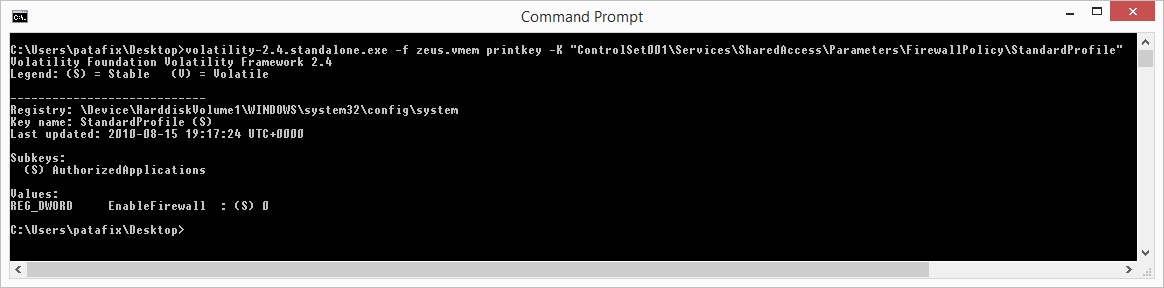 Command Prompt
C:\Users\patafix\Desktop>volatility-2.4.standalone.exe -f zeus.vmem printkey -K "ControlSet001\Services\SharedAccess\Parameters\FirewallPolicy\StandardProfile"
Volatility Foundation Volatility Framework 2.4
Legend: (S) = Stable   (V) = Volatile
----------------------------
Registry: \Device\HarddiskVolume1\WINDOWS\system32\config\system
Key name: StandardProfile (S)
Last updated: 2010-08-15 19:17:24 UTC+0000
Subkeys:
  (S) AuthorizedApplications
Values:
REG_DWORD     EnableFirewall  : (S) 0
C:\Users\patafix\Desktop>